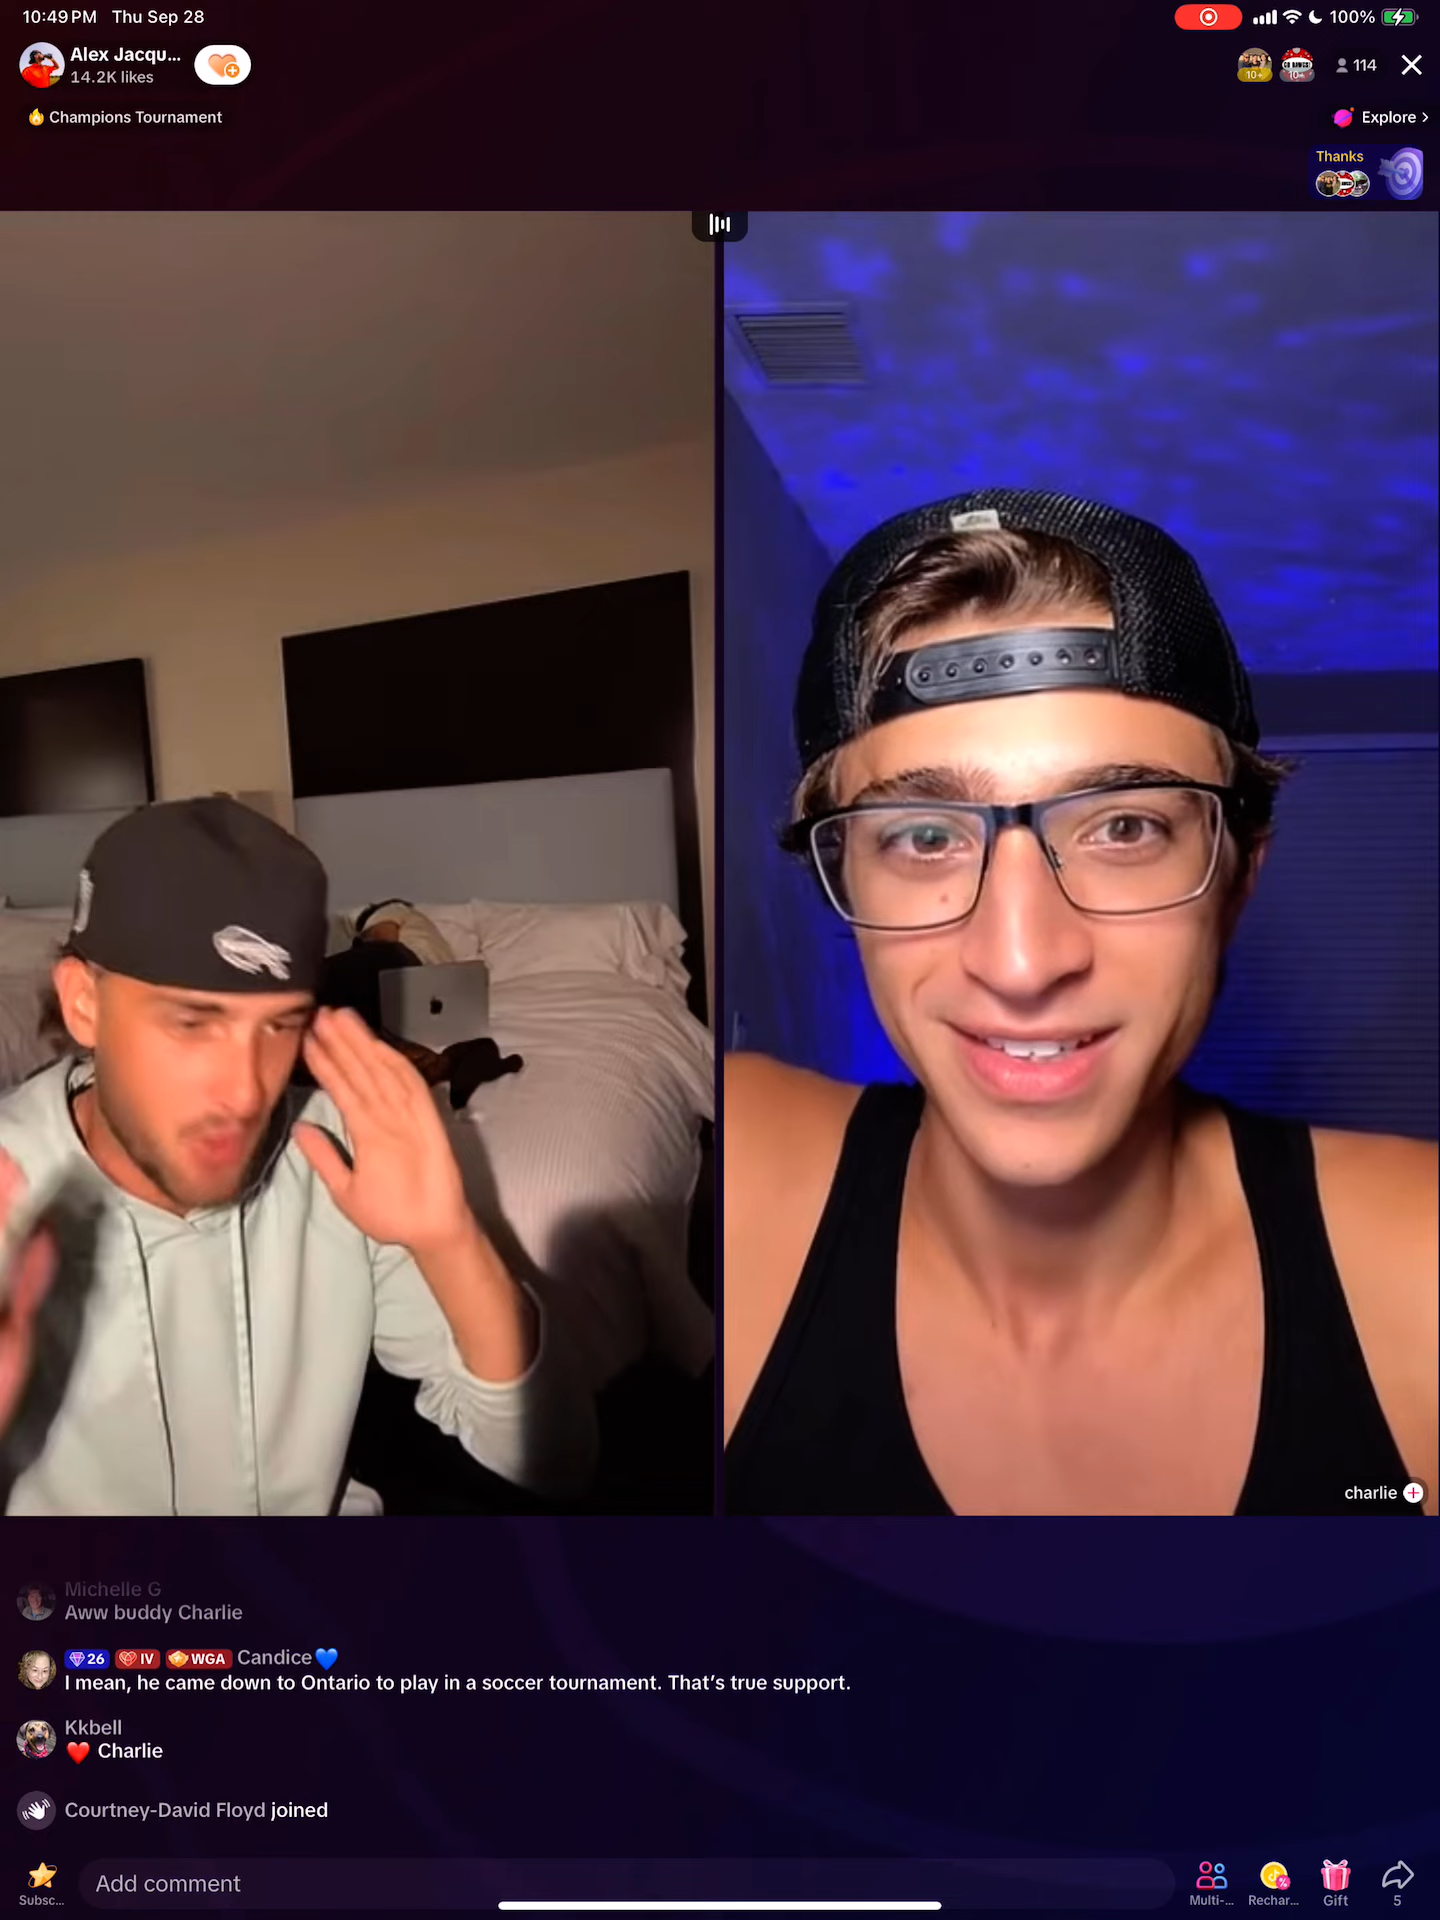 10:49 PM Thu Sep 28
100%
Alex Jacqu...
14.2K likes
10+
10+
114
Champions Tournament
Explore >
Thanks
charlie
Michelle G
Aww buddy Charlie
26 IV WGA Candice💙
I mean, he came down to Ontario to play in a soccer tournament. That's true support.
Kkbell
❤️ Charlie
Courtney-David Floyd joined
Subsc...
Add comment
Multi-...
Rechar...
Gift
5